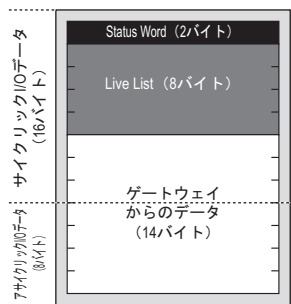 サイクリックI/Oデータ
(16バイト)
アサイクリックI/Oデータ
(8バイト)
Status Word（2バイト）
Live List（8バイト）
ゲートウェイ
からのデータ
（14バイト）